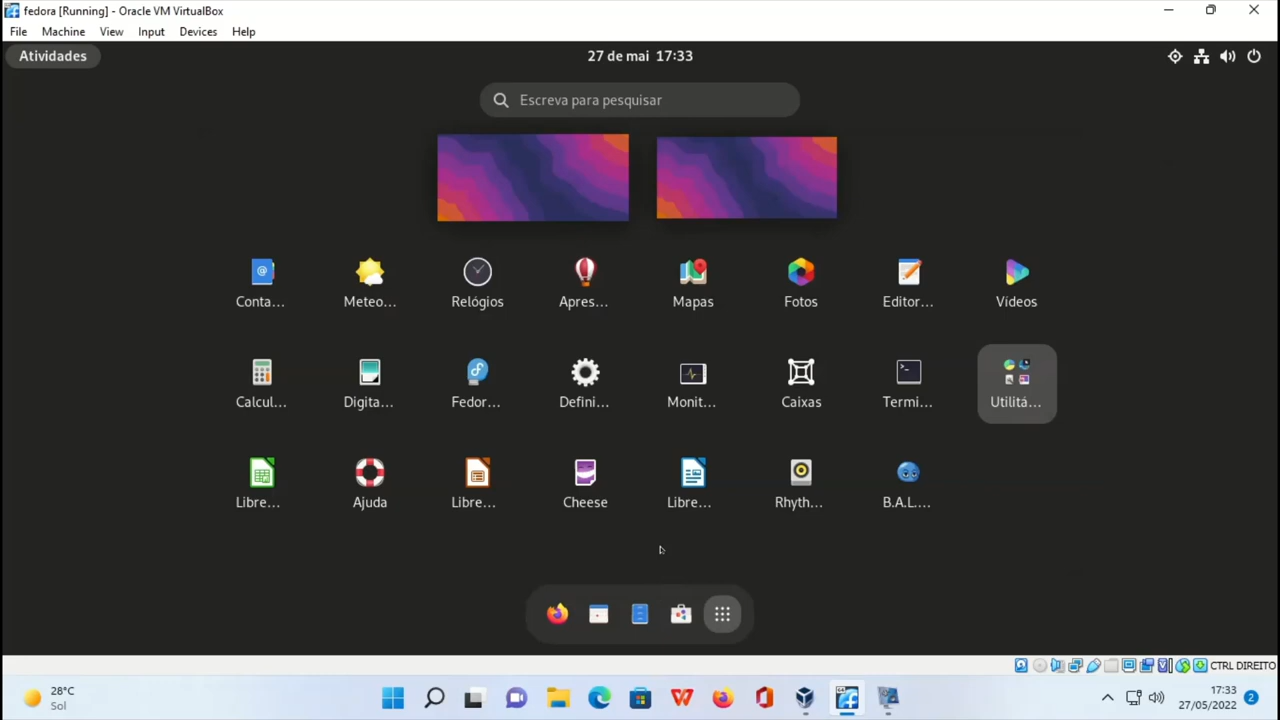 fedora [Running] - Oracle VM VirtualBox
File Machine View Input Devices Help
Atividades 27 de mai 17:33
Escreva para pesquisar
Conta... Meteo... Relógios Apres... Mapas Fotos Editor... Vídeos
Calcul... Digita... Fedor... Defini... Monit... Caixas Termi... Utilitá...
Libre... Ajuda Libre... Cheese Libre... Rhyth... B.A.L....
CTRL DIREITO
28°C
Sol
17:33
27/05/2022
2